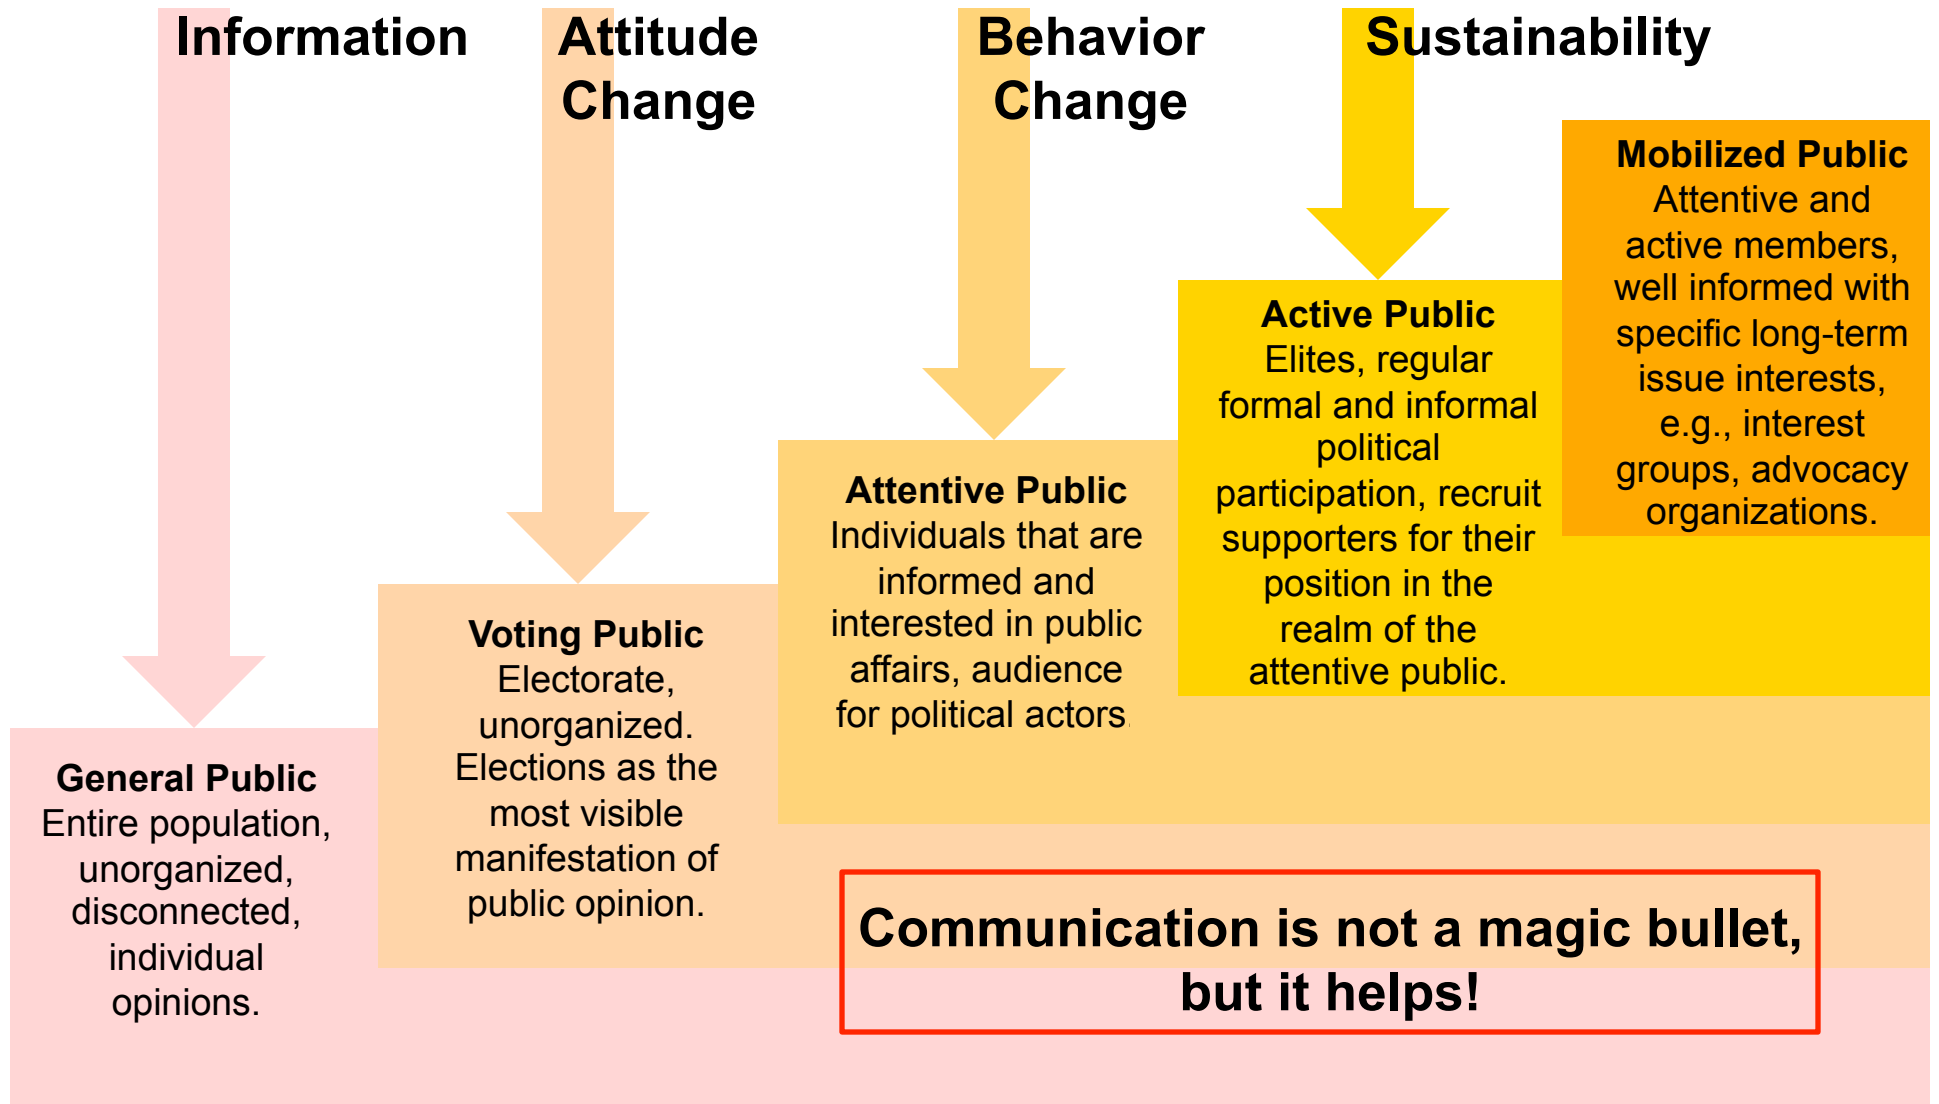 Information
Attitude
Change
Behavior
Change
Sustainability
General Public
Entire population,
unorganized,
disconnected,
individual
opinions.
Voting Public
Electorate,
unorganized.
Elections as the
most visible
manifestation of
public opinion.
Attentive Public
Individuals that are
informed and
interested in public
affairs, audience
for political actors.
Active Public
Elites, regular
formal and informal
political
participation, recruit
supporters for their
position in the
realm of the
attentive public.
Mobilized Public
Attentive and
active members,
well informed with
specific long-term
issue interests,
e.g., interest
groups, advocacy
organizations.
Communication is not a magic bullet,
but it helps!